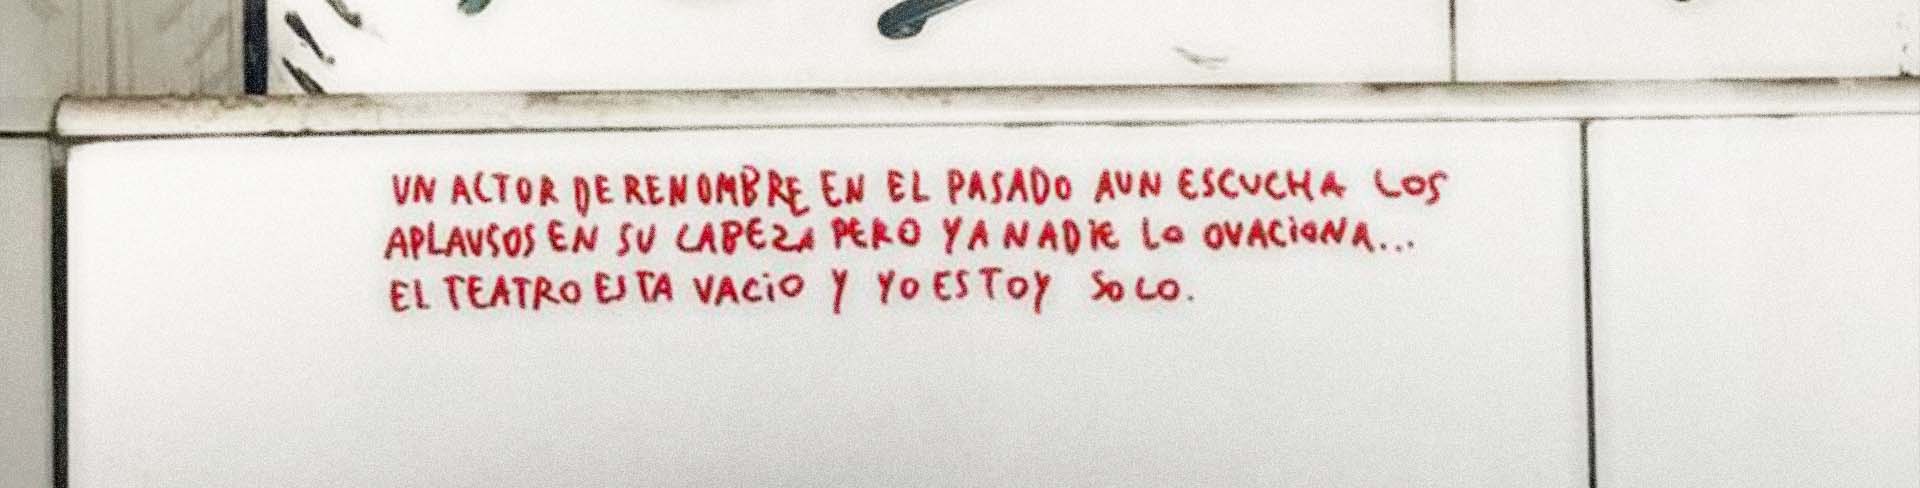 UN ACTOR DE RENOMBRE EN EL PASADO AUN ESCUCHA LOS
APLAUSOS EN SU CABEZA PERO YA NADIE LO OVACIONA...
EL TEATRO ESTA VACIO Y YO ESTOY SOLO.